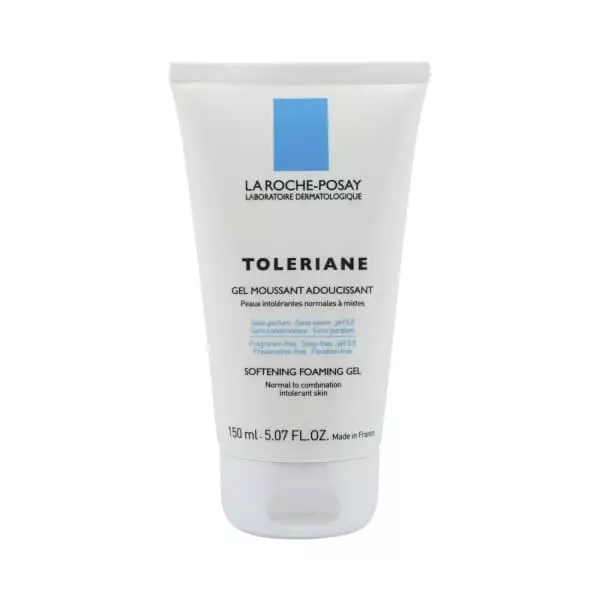 LA ROCHE-POSAY
LABORATOIRE DERMATOLOGIQUE
TOLERIANE
GEL MOUSSANT ADOUCISSANT
Peaux intolérantes normales à mixtes
Sans parfum . Sans savon . pH 5.5
Sans conservateur . Sans paraben
Fragrance-free . Soap-free . pH 5.5
Preservative-free . Paraben-free
SOFTENING FOAMING GEL
Normal to combination
intolerant skin
150 ml - 5.07 FL.OZ. Made in France